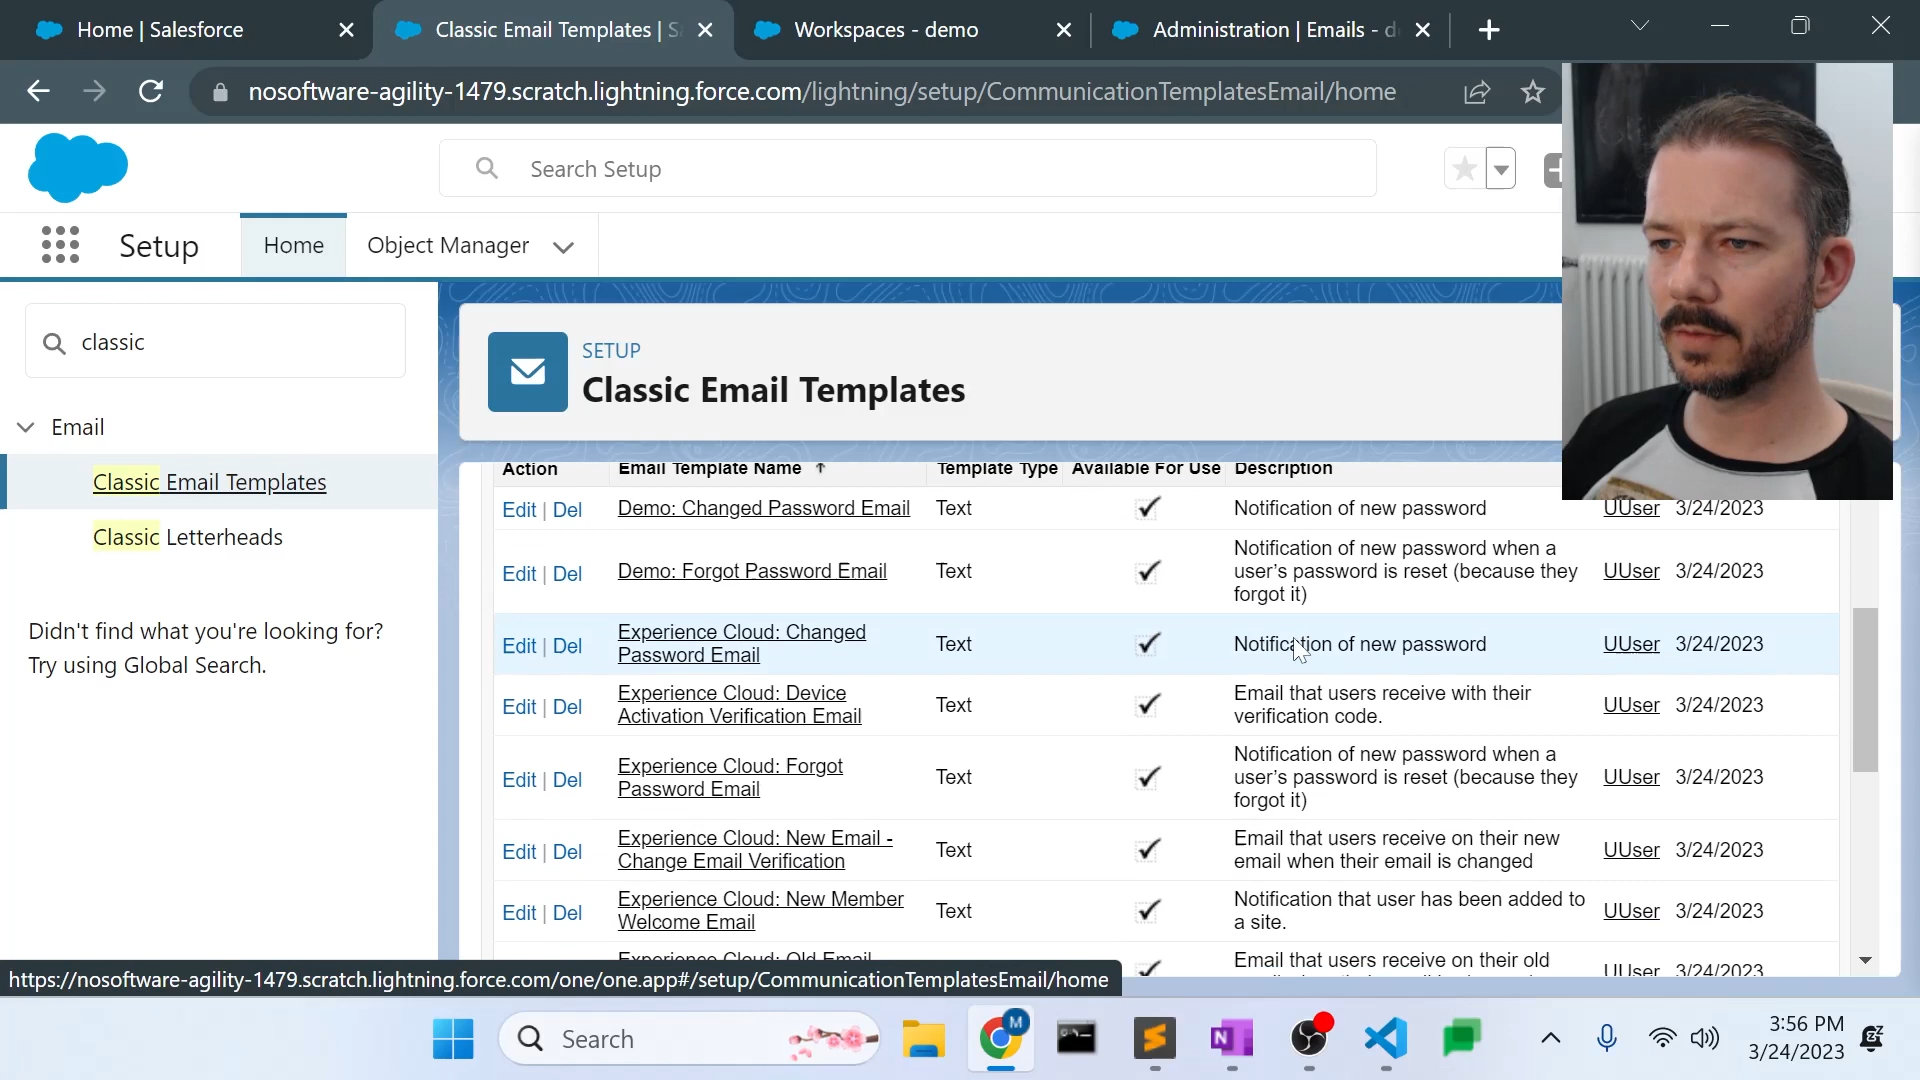 Home | Salesforce
Classic Email Templates | S
Workspaces - demo
Administration | Emails - d
nosoftware-agility-1479.scratch.lightning.force.com/lightning/setup/CommunicationTemplatesEmail/home
Search Setup
Setup
Home
Object Manager
classic
Email
Classic Email Templates
Classic Letterheads
Didn't find what you're looking for?
Try using Global Search.
SETUP
Classic Email Templates
Action Email Template Name Template Type Available For Use Description
Edit | Del Demo: Changed Password Email Text Notification of new password UUser 3/24/2023
Edit | Del Demo: Forgot Password Email Text Notification of new password when a
user's password is reset (because they
forgot it) UUser 3/24/2023
Edit | Del Experience Cloud: Changed
Password Email Text Notification of new password UUser 3/24/2023
Edit | Del Experience Cloud: Device
Activation Verification Email Text Email that users receive with their
verification code. UUser 3/24/2023
Edit | Del Experience Cloud: Forgot
Password Email Text Notification of new password when a
user's password is reset (because they
forgot it) UUser 3/24/2023
Edit | Del Experience Cloud: New Email -
Change Email Verification Text Email that users receive on their new
email when their email is changed UUser 3/24/2023
Edit | Del Experience Cloud: New Member
Welcome Email Text Notification that user has been added to
a site. UUser 3/24/2023
Experience Cloud: Old Email Email that users receive on their old
UUser 3/24/2023
https://nosoftware-agility-1479.scratch.lightning.force.com/one/one.app#/setup/CommunicationTemplatesEmail/home
Search
M
N
3:56 PM
3/24/2023